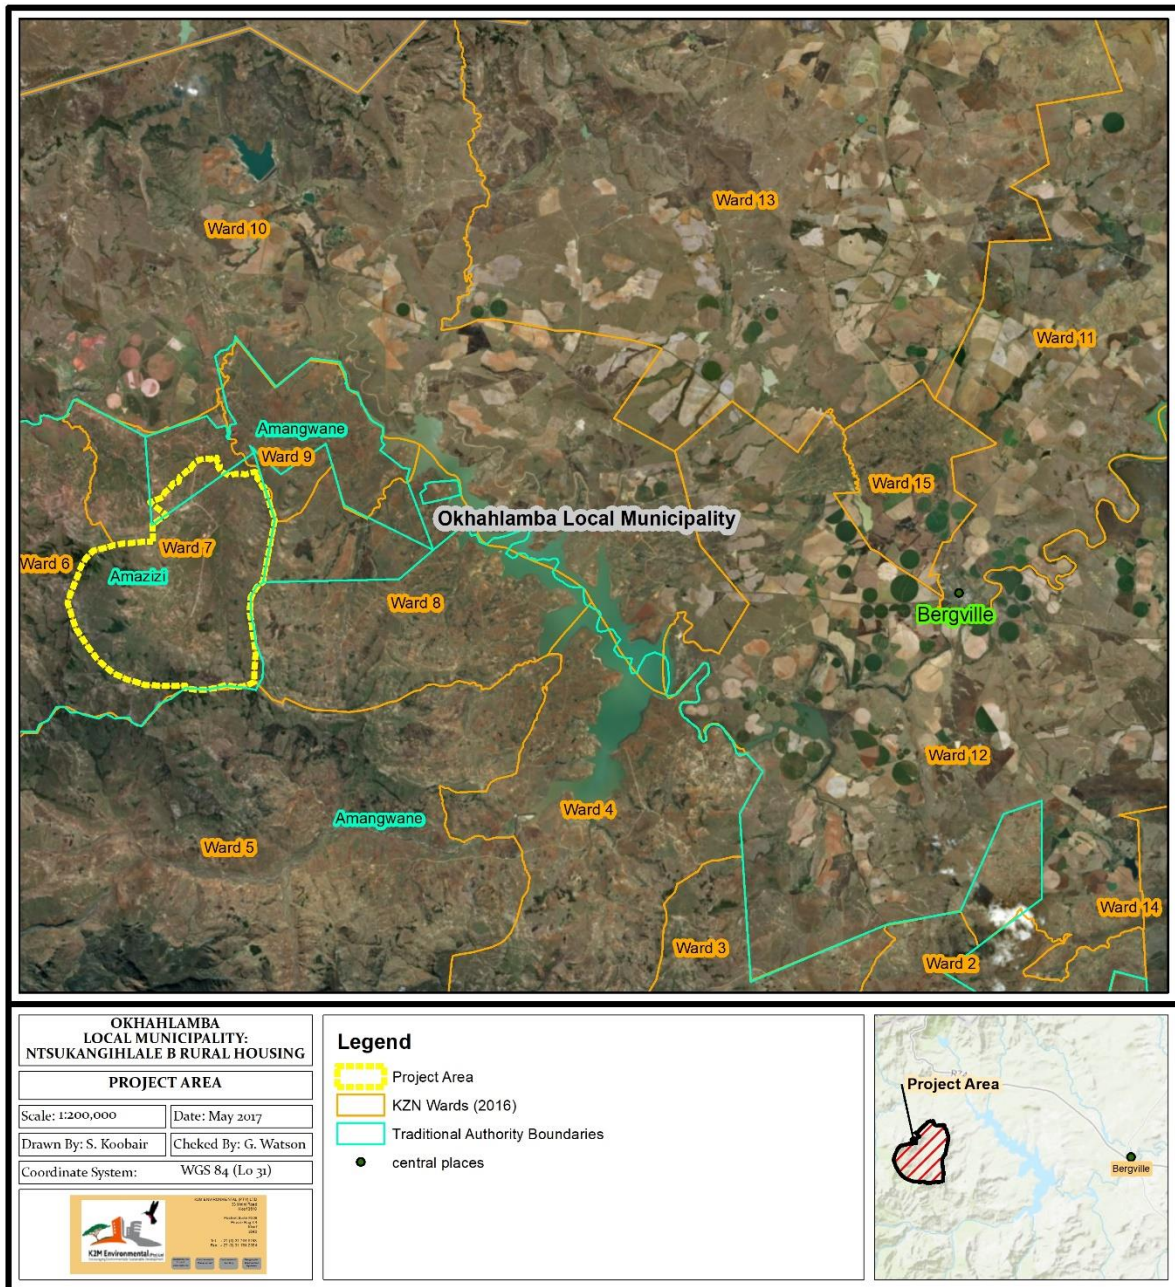 Ward 10
Ward 13
Ward 11
Amangwane
Ward 9
Ward 15
Okhahlamba Local Municipality
Ward 7
Ward 6
Amazizi
Ward 8
Bergville
Ward 12
Ward 4
Amangwane
Ward 5
Ward 14
Ward 3
Ward 2
OKHAHLAMBA
LOCAL MUNICIPALITY:
NTSUKANGIHLALE B RURAL HOUSING
PROJECT AREA
Scale: 1:200,000
Date: May 2017
Drawn By: S. Koobair
Cheked By: G. Watson
Coordinate System:
WGS 84 (Lo 31)
K2M Environmental
Legend
Project Area
KZN Wards (2016)
Traditional Authority Boundaries
central places
Project Area
Bergville